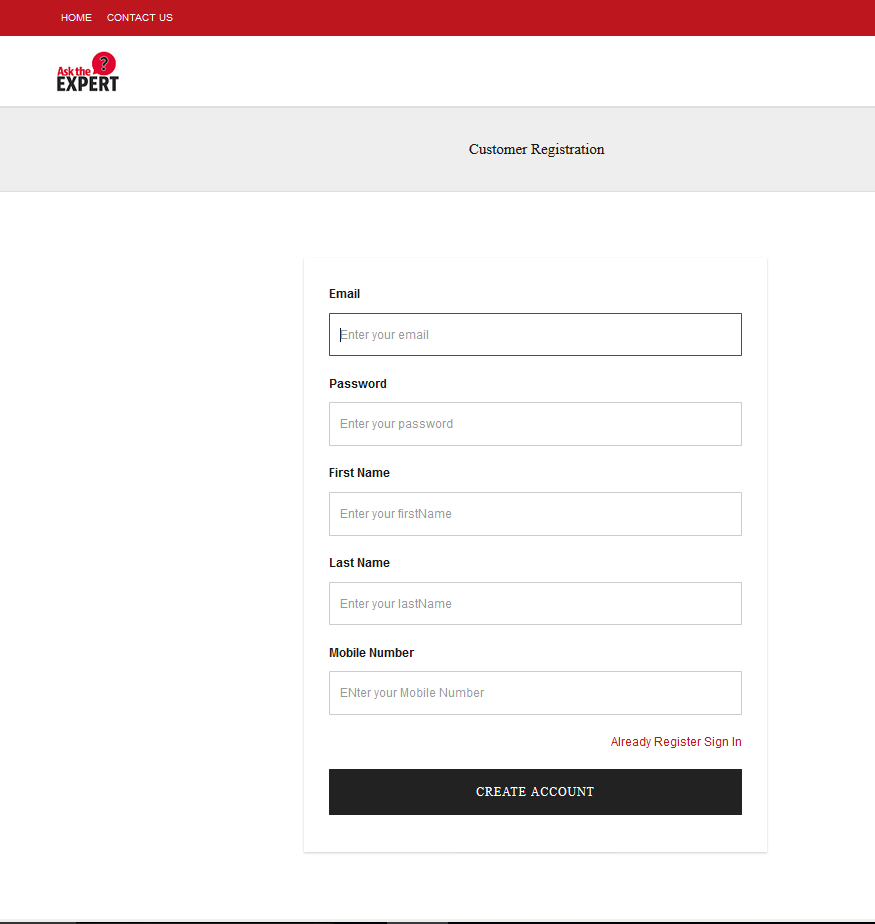 HOME CONTACT US
Ask the ?
EXPERT
Customer Registration
Email
Enter your email
Password
Enter your password
First Name
Enter your firstName
Last Name
Enter your lastName
Mobile Number
ENter your Mobile Number
Already Register Sign In
CREATE ACCOUNT